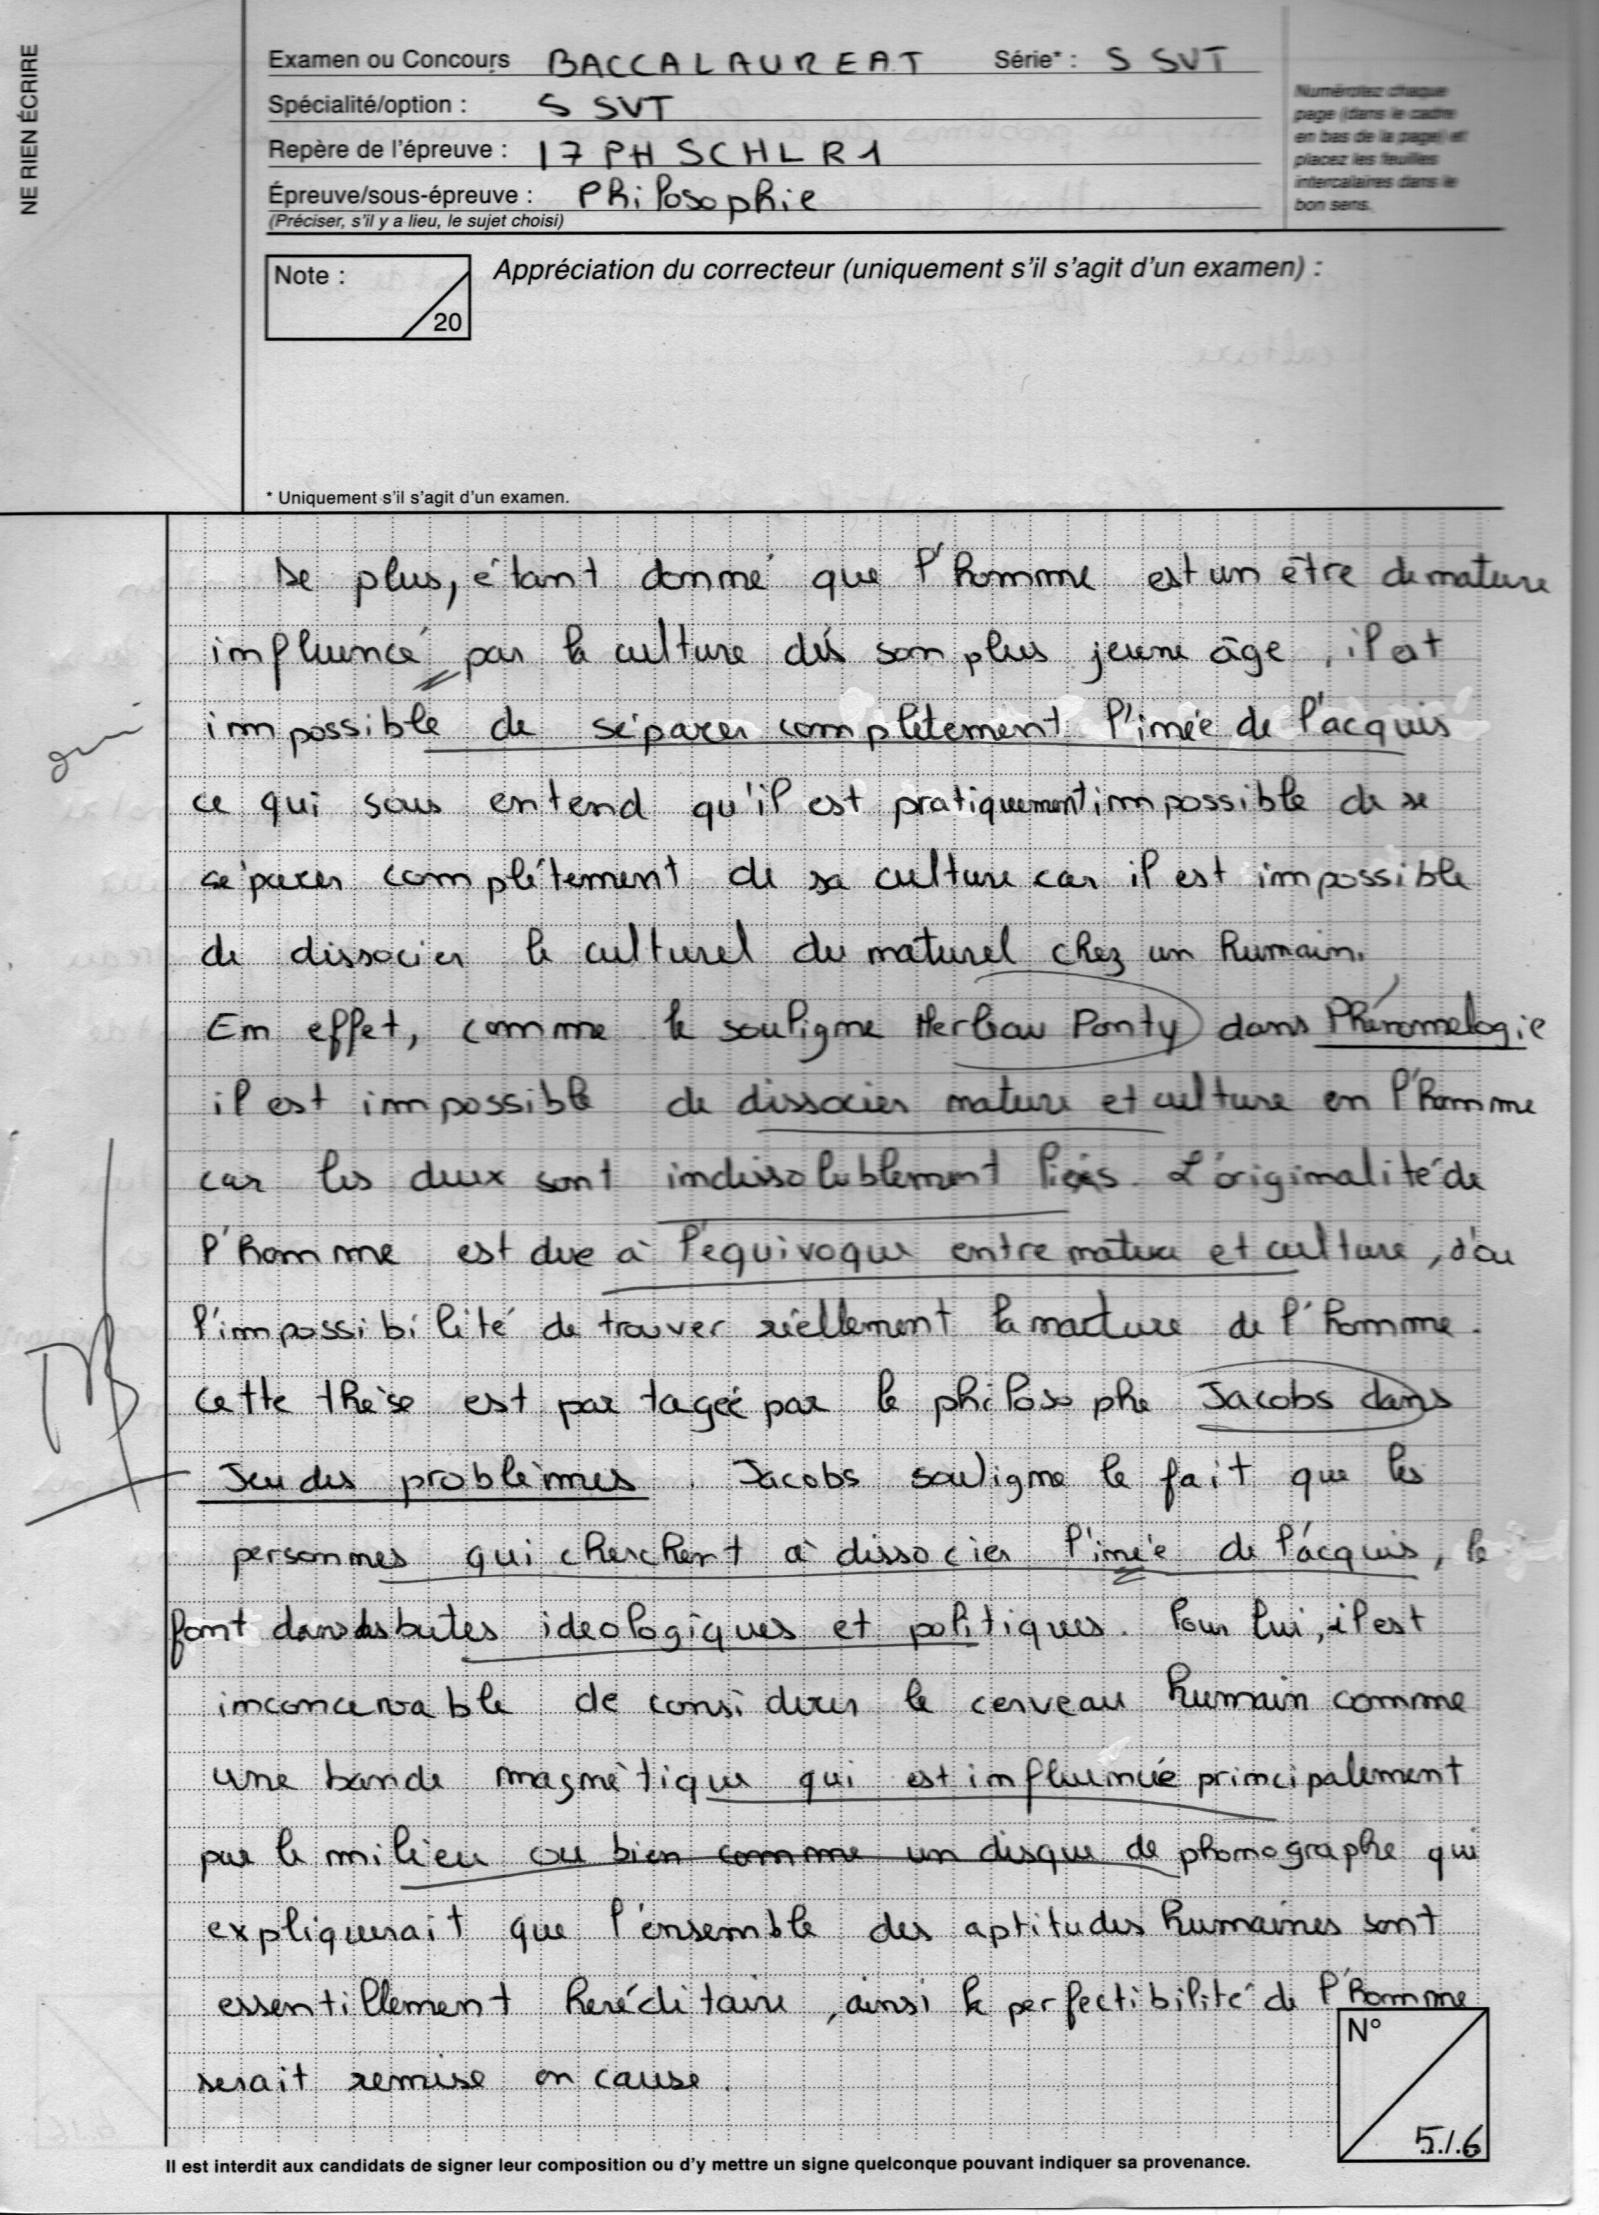 NE RIEN ÉCRIRE
Examen ou Concours BACCALAUREAT Série* : S SVT
Spécialité/option : S SVT
Repère de l'épreuve : 17 PH SCHLR1
Épreuve/sous-épreuve : Philosophie
(Préciser, s'il y a lieu, le sujet choisi)
Numérotez chaque
page (dans le cadre
en bas de la page) et
placez les feuilles
intercalaires dans le
bon sens.
Note :
20
Appréciation du correcteur (uniquement s'il s'agit d'un examen) :
* Uniquement s'il s'agit d'un examen.
De plus, étant donné que l'homme est un être de nature
influencé par la culture dés son plus jeune âge, il est
impossible de séparer complètement l'inée de l'acquis
ce qui sous entend qu'il est pratiquement impossible de se
séparer complétement de sa culture car il est impossible
de dissocier le culturel du naturel chez un humain.
En effet, comme le souligne Merleau Ponty dans Phénomelogie
il est impossible de dissocier nature et culture en l'homme
car les deux sont indissolublement liés. L'originalité de
l'homme est due à l'équivoque entre nature et culture, d'ou
l'impossibilité de trouver réellement la nature de l'homme.
cette thèse est partagée par le philosophe Jacobs dans
Jeu des problèmes. Jacobs souligne le fait que les
personnes qui cherchent à dissocier l'inée de l'acquis, le
font dans des butes idéologiques et politiques. Pour lui, il est
inconcevable de considerer le cerveau humain comme
une bande magnétique qui est influencée principalement
par le milieu ou bien comme un disque de phonographe qui
expliquerait que l'ensemble des aptitudes humaines sont
essentillement heréditaire, ainsi la perfectibilité de l'homme
serait remise en cause.
N°
5/6
Il est interdit aux candidats de signer leur composition ou d'y mettre un signe quelconque pouvant indiquer sa provenance.